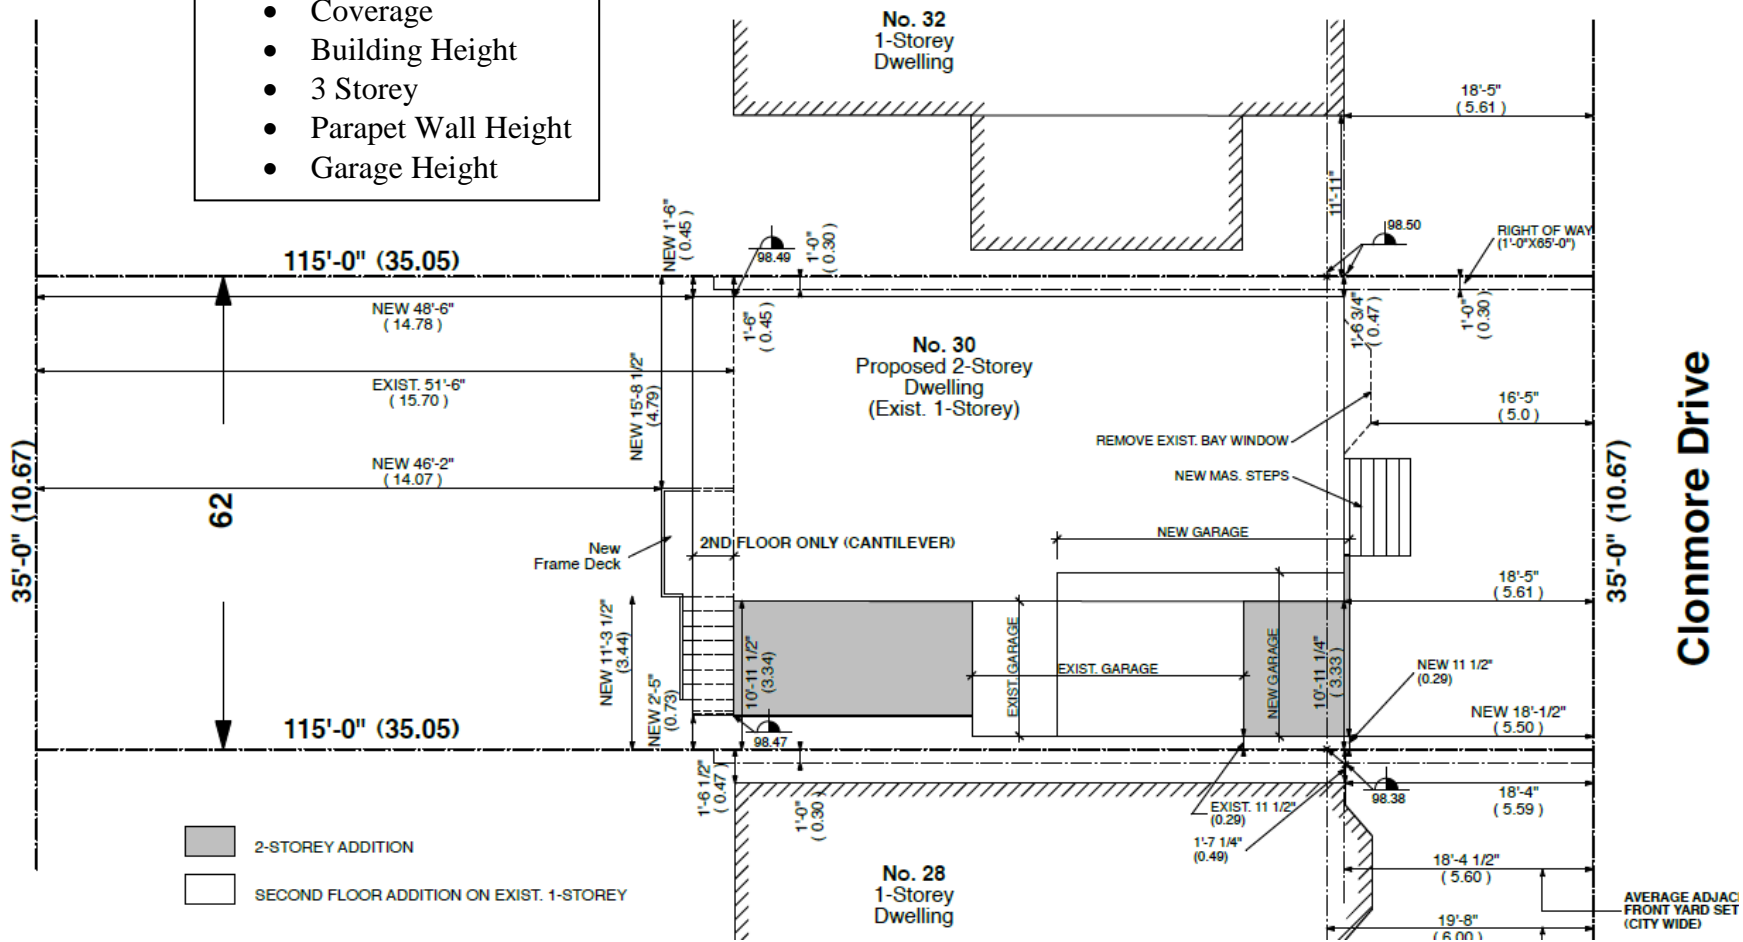 • Coverage
• Building Height
• 3 Storey
• Parapet Wall Height
• Garage Height
No. 32
1-Storey
Dwelling
18'-5"
( 5.61 )
11'-11"
NEW 1'-6"
( 0.45 )
98.49
1'-0"
( 0.30 )
98.50
RIGHT OF WAY
(1'-0"X65'-0")
115'-0" (35.05)
NEW 48'-6"
( 14.78 )
1'-6"
( 0.45 )
1'-6 3/4"
( 0.47 )
1'-0"
( 0.30 )
No. 30
Proposed 2-Storey
Dwelling
(Exist. 1-Storey)
EXIST. 51'-6"
( 15.70 )
NEW 15'-8 1/2"
(4.79)
16'-5"
( 5.0 )
REMOVE EXIST. BAY WINDOW
NEW MAS. STEPS
NEW 46'-2"
( 14.07 )
35'-0" (10.67)
62
35'-0" (10.67)
Clonmore Drive
NEW GARAGE
2ND FLOOR ONLY (CANTILEVER)
New
Frame Deck
18'-5"
( 5.61 )
NEW 11'-3 1/2"
(3.44)
NEW 2'-5"
(0.73)
10'-11 1/2"
(3.34)
EXIST. GARAGE
EXIST. GARAGE
NEW GARAGE
10'-11 1/4"
( 3.33 )
NEW 11 1/2"
(0.29)
NEW 18'-1/2"
( 5.50 )
115'-0" (35.05)
98.47
1'-6 1/2"
( 0.47 )
1'-0"
( 0.30 )
98.38
18'-4"
( 5.59 )
EXIST. 11 1/2"
(0.29)
1'-7 1/4"
(0.49)
2-STOREY ADDITION
SECOND FLOOR ADDITION ON EXIST. 1-STOREY
No. 28
1-Storey
Dwelling
18'-4 1/2"
( 5.60 )
AVERAGE ADJAC
FRONT YARD SET
(CITY WIDE)
19'-8"
( 6.00 )